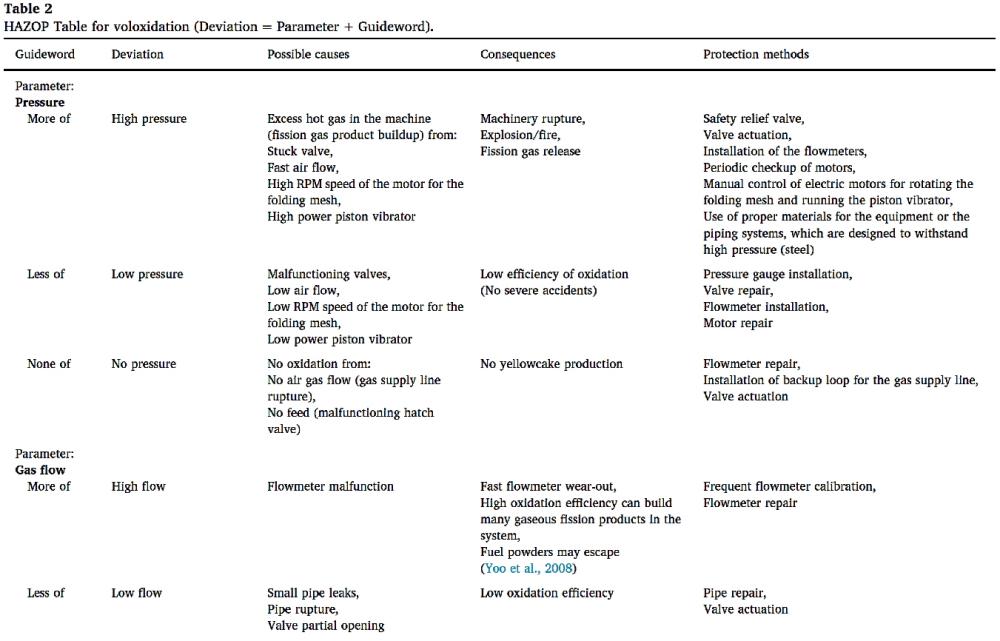 Table 2
HAZOP Table for voloxidation (Deviation = Parameter + Guideword).
Guideword Deviation Possible causes Consequences Protection methods
Parameter:
Pressure
More of High pressure Excess hot gas in the machine Machinery rupture, Safety relief valve,
(fission gas product buildup) from: Explosion/fire, Valve actuation,
Stuck valve, Fission gas release Installation of the flowmeters,
Fast air flow, Periodic checkup of motors,
High RPM speed of the motor for the Manual control of electric motors for rotating the
folding mesh, folding mesh and running the piston vibrator,
High power piston vibrator Use of proper materials for the equipment or the
piping systems, which are designed to withstand
high pressure (steel)
Less of Low pressure Malfunctioning valves, Low efficiency of oxidation Pressure gauge installation,
Low air flow, (No severe accidents) Valve repair,
Low RPM speed of the motor for the Flowmeter installation,
folding mesh, Motor repair
Low power piston vibrator
None of No pressure No oxidation from: No yellowcake production Flowmeter repair,
No air gas flow (gas supply line Installation of backup loop for the gas supply line,
rupture), Valve actuation
No feed (malfunctioning hatch
valve)
Parameter:
Gas flow
More of High flow Flowmeter malfunction Fast flowmeter wear-out, Frequent flowmeter calibration,
High oxidation efficiency can build Flowmeter repair
many gaseous fission products in the
system,
Fuel powders may escape
(Yoo et al., 2008)
Less of Low flow Small pipe leaks, Low oxidation efficiency Pipe repair,
Pipe rupture, Valve actuation
Valve partial opening